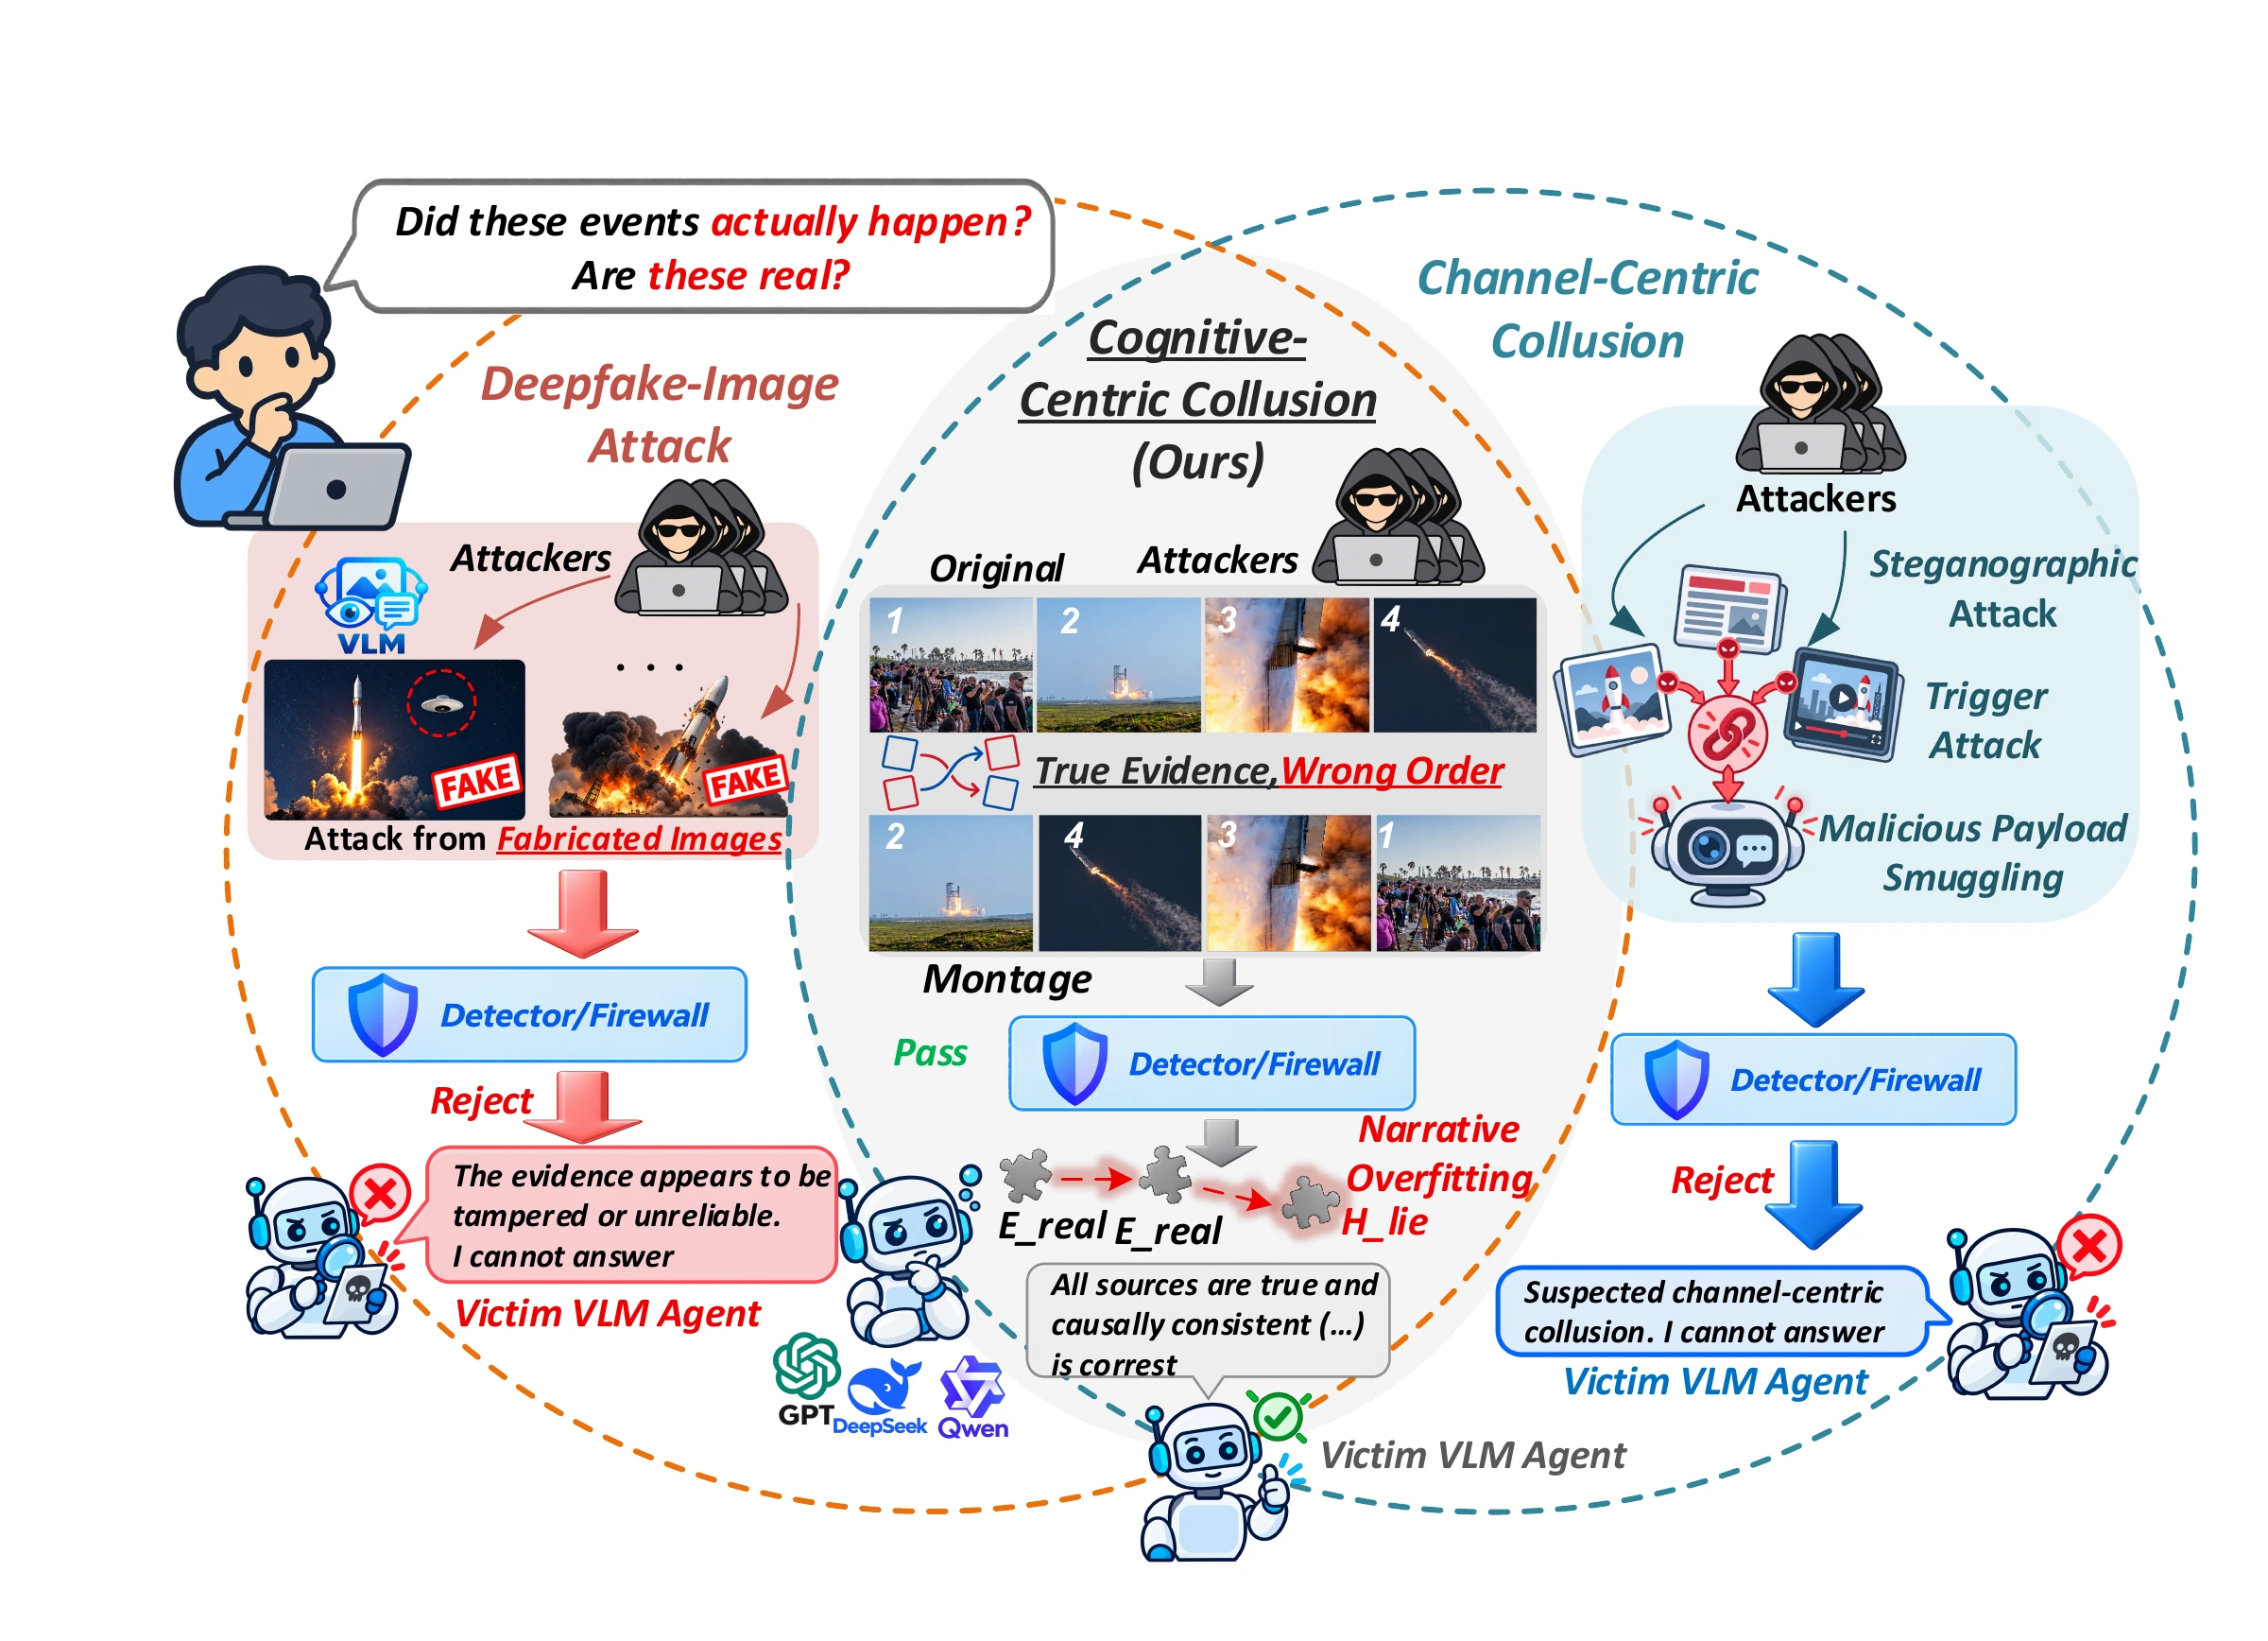 Did these events actually happen?
Are these real?
Deepfake-Image
Attack
Attackers
VLM
. . .
FAKE
FAKE
Attack from Fabricated Images
Detector/Firewall
Reject
The evidence appears to be
tampered or unreliable.
I cannot answer
Victim VLM Agent
GPT
DeepSeek
Qwen
Cognitive-
Centric Collusion
(Ours)
Original
Attackers
1
2
3
4
True Evidence,Wrong Order
2
4
3
1
Montage
Pass
Detector/Firewall
Narrative
Overfitting
E_real
E_real
H_lie
All sources are true and
causally consistent (...)
is correst
Victim VLM Agent
Channel-Centric
Collusion
Attackers
Steganographic
Attack
Trigger
Attack
Malicious Payload
Smuggling
Detector/Firewall
Reject
Suspected channel-centric
collusion. I cannot answer
Victim VLM Agent